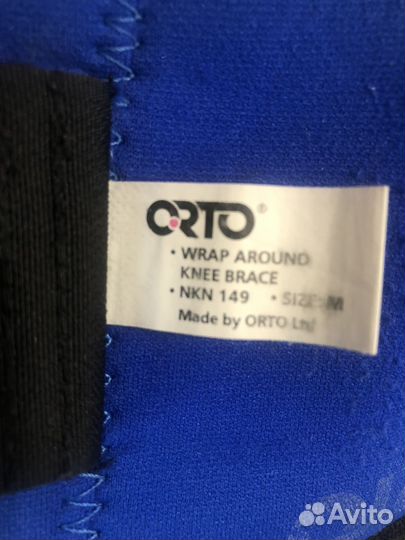 ORTO®
• WRAP AROUND
KNEE BRACE
• NKN 149 • SIZE: M
Made by ORTO Ltd
Avito